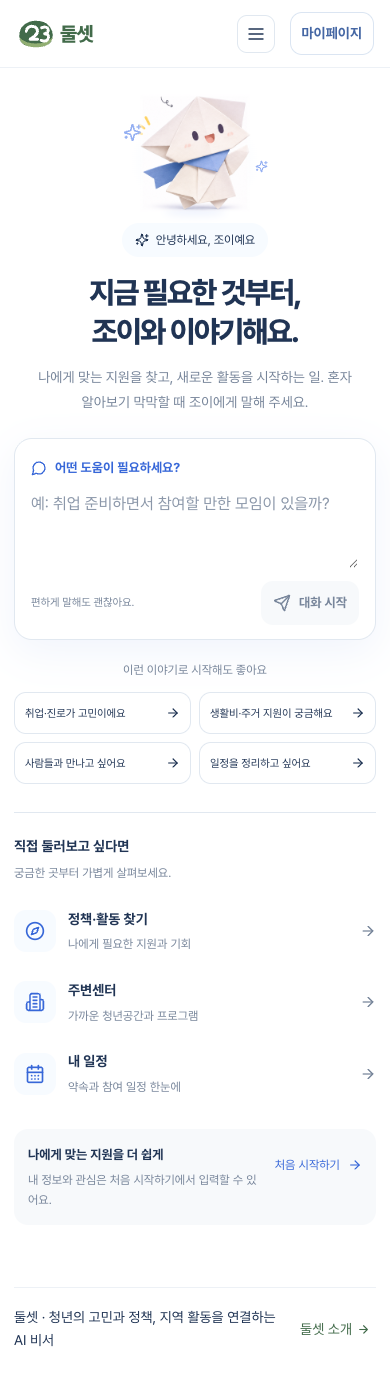 23 둘셋
마이페이지
안녕하세요, 조이예요
지금 필요한 것부터,
조이와 이야기해요.
나에게 맞는 지원을 찾고, 새로운 활동을 시작하는 일. 혼자
알아보기 막막할 때 조이에게 말해 주세요.
어떤 도움이 필요하세요?
예: 취업 준비하면서 참여할 만한 모임이 있을까?
편하게 말해도 괜찮아요.
대화 시작
이런 이야기로 시작해도 좋아요
취업·진로가 고민이에요
생활비·주거 지원이 궁금해요
사람들과 만나고 싶어요
일정을 정리하고 싶어요
직접 둘러보고 싶다면
궁금한 곳부터 가볍게 살펴보세요.
정책·활동 찾기
나에게 필요한 지원과 기회
주변센터
가까운 청년공간과 프로그램
내 일정
약속과 참여 일정 한눈에
나에게 맞는 지원을 더 쉽게
내 정보와 관심은 처음 시작하기에서 입력할 수 있
어요.
처음 시작하기
둘셋 · 청년의 고민과 정책, 지역 활동을 연결하는
AI 비서
둘셋 소개